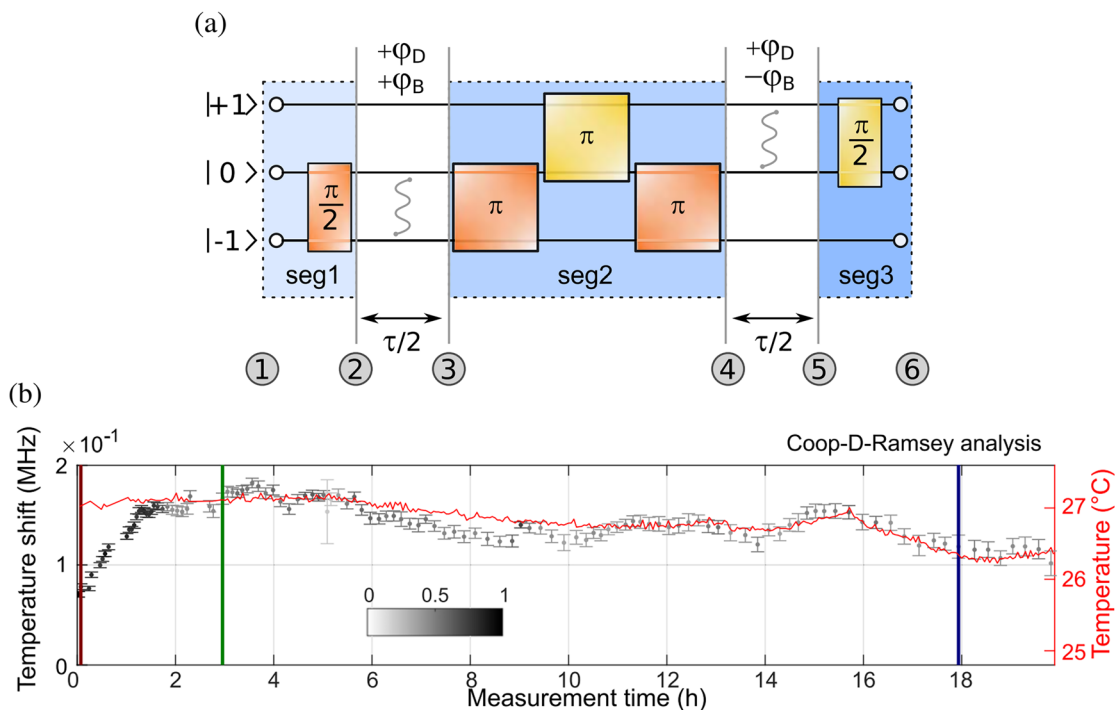 (a)
+φD +φD
+φB −φB
|+1>
| 0>
|-1>
π/2 π π π π/2
seg1 seg2 seg3
τ/2 τ/2
1 2 3 4 5 6
(b)
× 10⁻¹ Coop-D-Ramsey analysis
Temperature shift (MHz)
2
1
0
0 0.5 1
0 2 4 6 8 10 12 14 16 18
Measurement time (h)
27
26
25
Temperature (°C)